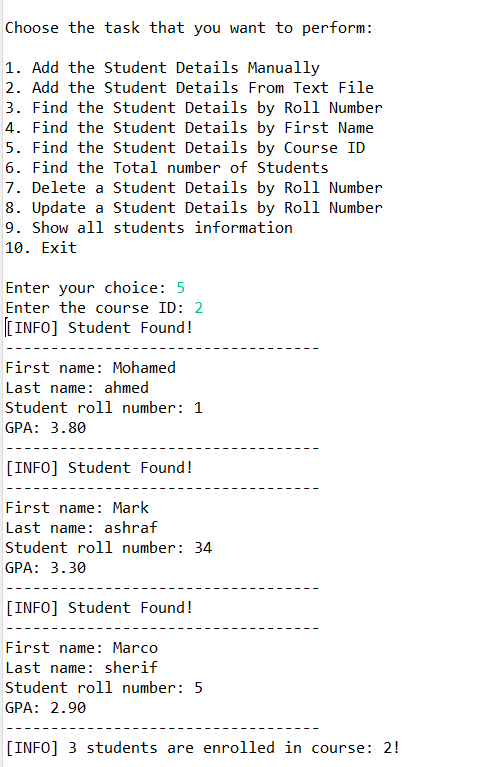 Choose the task that you want to perform:
1. Add the Student Details Manually
2. Add the Student Details From Text File
3. Find the Student Details by Roll Number
4. Find the Student Details by First Name
5. Find the Student Details by Course ID
6. Find the Total number of Students
7. Delete a Student Details by Roll Number
8. Update a Student Details by Roll Number
9. Show all students information
10. Exit
Enter your choice: 5
Enter the course ID: 2
[INFO] Student Found!
-----------------------------------
First name: Mohamed
Last name: ahmed
Student roll number: 1
GPA: 3.80
-----------------------------------
[INFO] Student Found!
-----------------------------------
First name: Mark
Last name: ashraf
Student roll number: 34
GPA: 3.30
-----------------------------------
[INFO] Student Found!
-----------------------------------
First name: Marco
Last name: sherif
Student roll number: 5
GPA: 2.90
-----------------------------------
[INFO] 3 students are enrolled in course: 2!